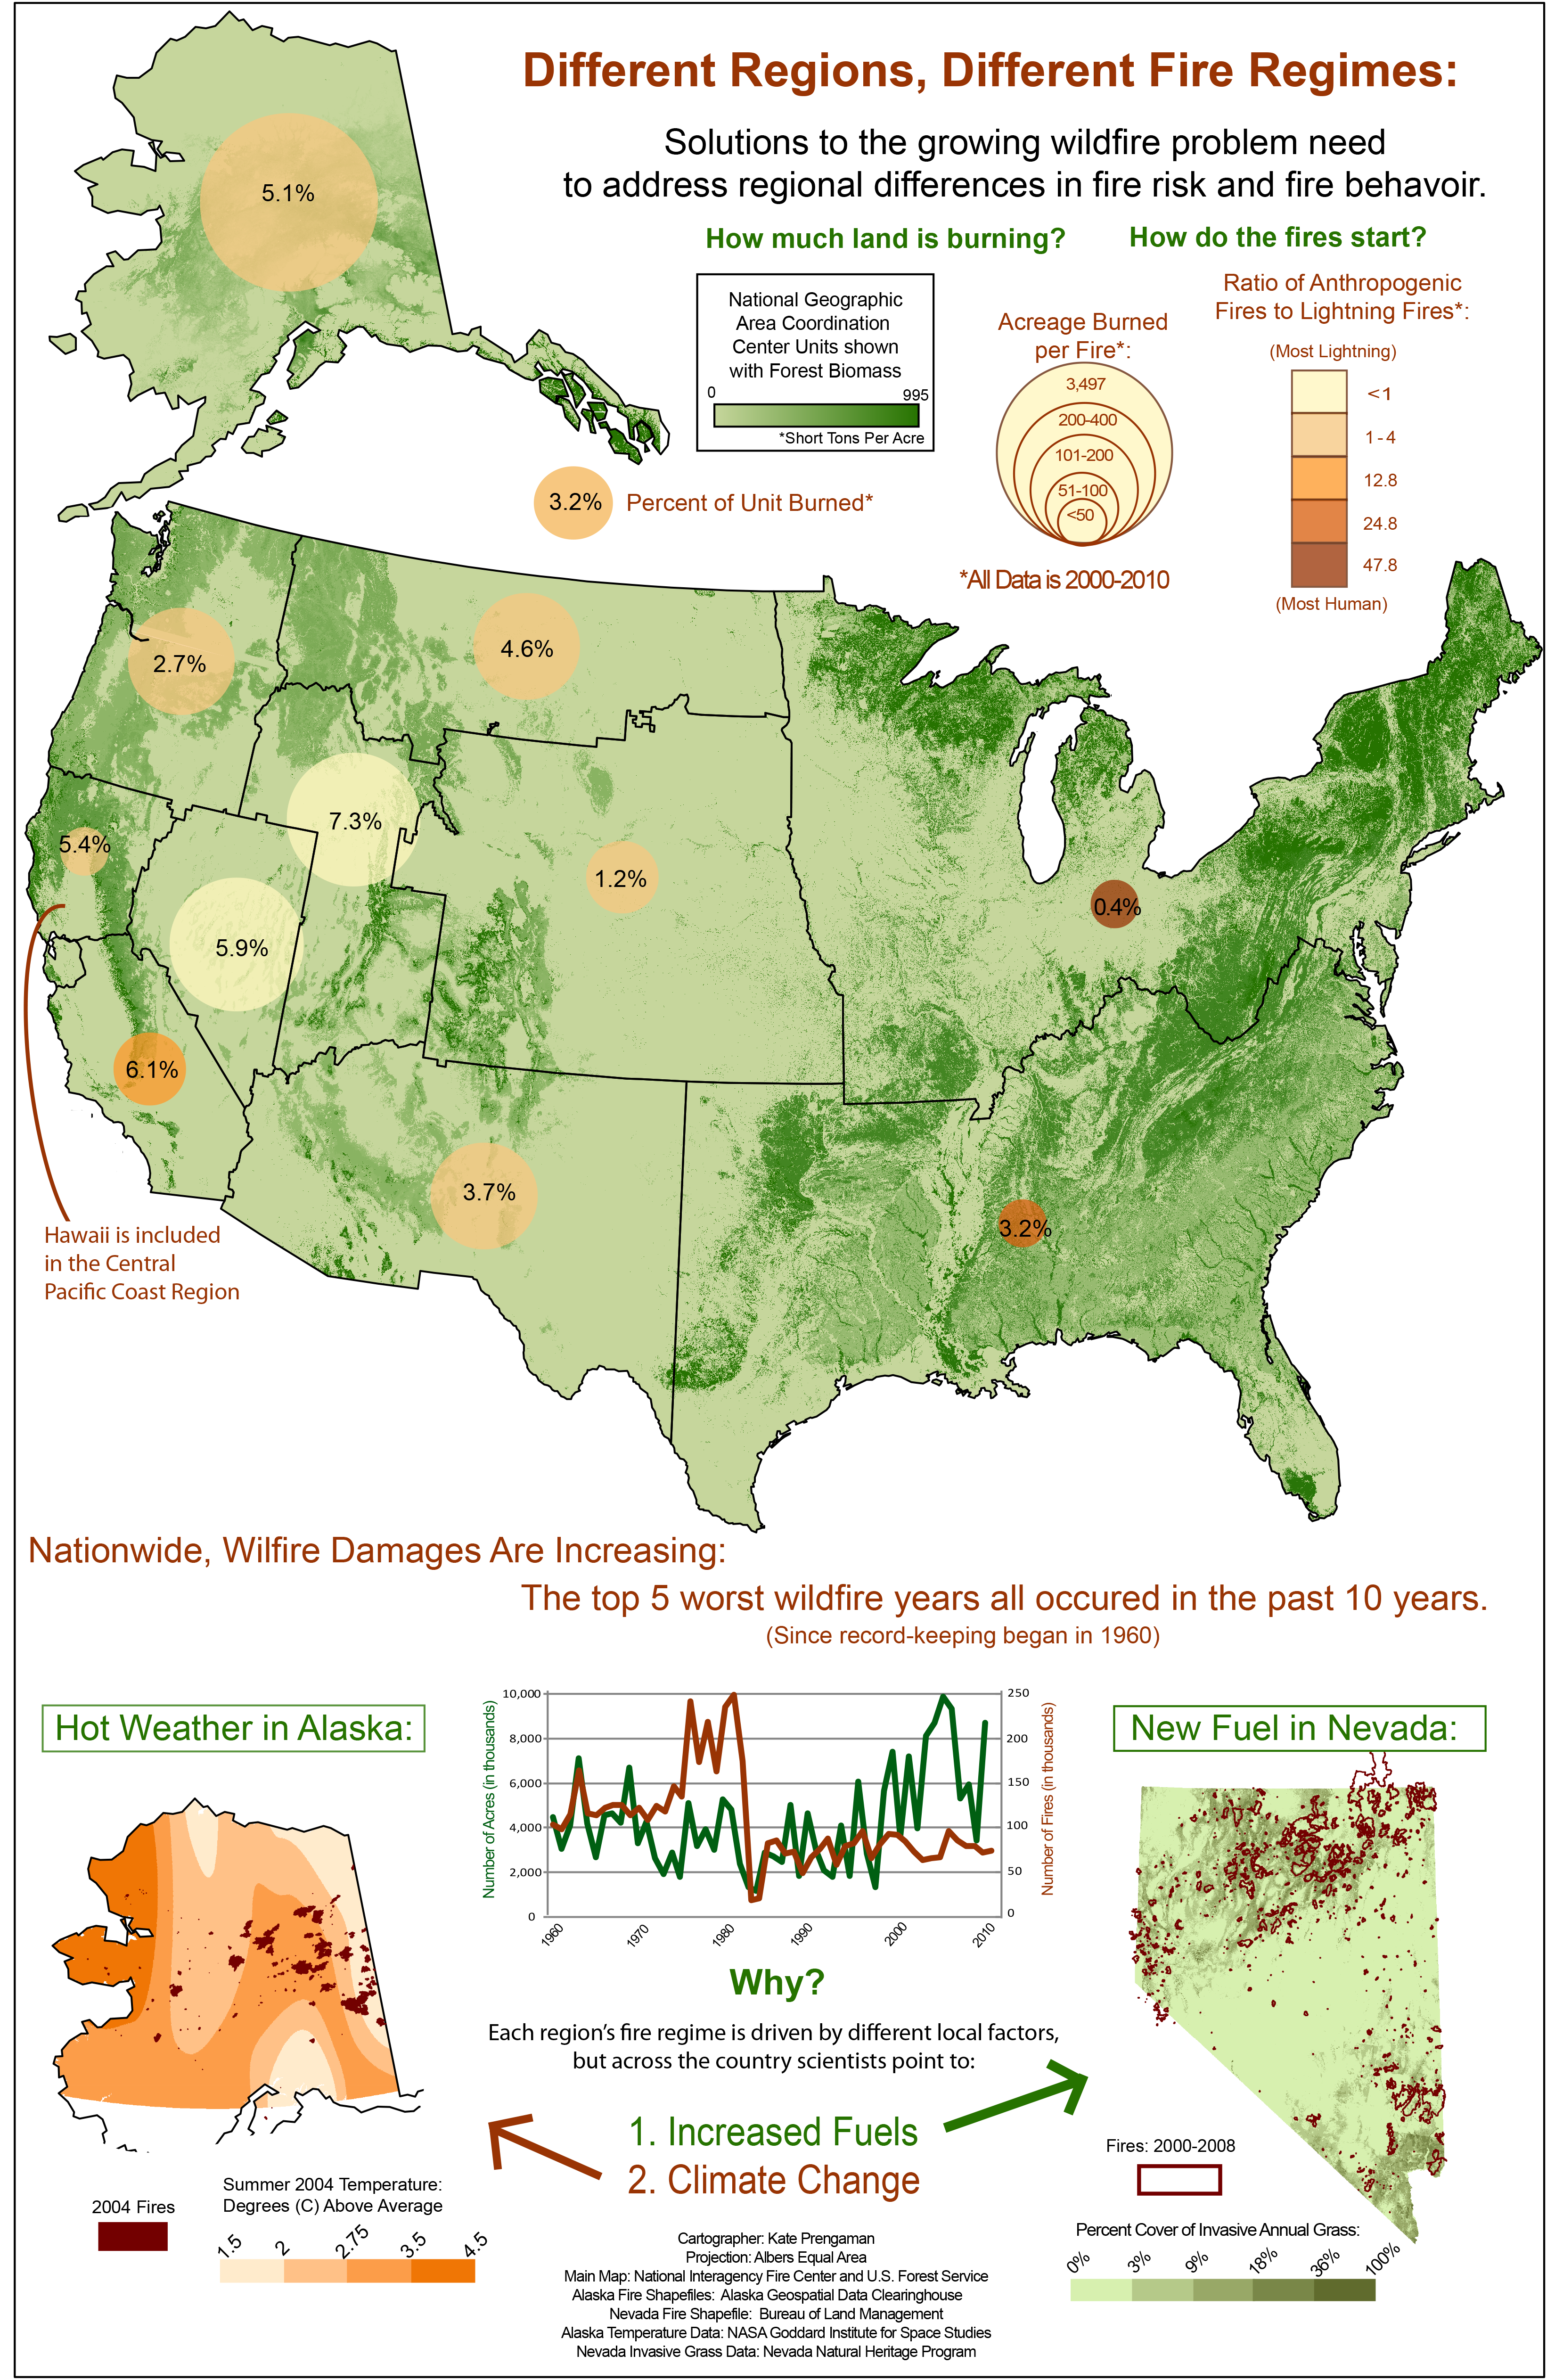 Different Regions, Different Fire Regimes:
Solutions to the growing wildfire problem need
to address regional differences in fire risk and fire behavoir.
How much land is burning?
How do the fires start?
National Geographic
Area Coordination
Center Units shown
with Forest Biomass
0
995
*Short Tons Per Acre
Acreage Burned
per Fire*:
3,497
200-400
101-200
51-100
<50
*All Data is 2000-2010
Ratio of Anthropogenic
Fires to Lightning Fires*:
(Most Lightning)
<1
1-4
12.8
24.8
47.8
(Most Human)
3.2%
Percent of Unit Burned*
5.1%
2.7%
4.6%
7.3%
5.4%
1.2%
0.4%
5.9%
6.1%
3.7%
3.2%
Hawaii is included
in the Central
Pacific Coast Region
Nationwide, Wilfire Damages Are Increasing:
The top 5 worst wildfire years all occured in the past 10 years.
(Since record-keeping began in 1960)
Hot Weather in Alaska:
2004 Fires
Summer 2004 Temperature:
Degrees (C) Above Average
1.5
2
2.75
3.5
4.5
Number of Acres (in thousands)
10,000
8,000
6,000
4,000
2,000
0
250
200
150
100
50
0
Number of Fires (in thousands)
1960
1970
1980
1990
2000
2010
Why?
Each region's fire regime is driven by different local factors,
but across the country scientists point to:
1. Increased Fuels
2. Climate Change
New Fuel in Nevada:
Fires: 2000-2008
Percent Cover of Invasive Annual Grass:
0%
3%
9%
18%
36%
100%
Cartographer: Kate Prengaman
Projection: Albers Equal Area
Main Map: National Interagency Fire Center and U.S. Forest Service
Alaska Fire Shapefiles: Alaska Geospatial Data Clearinghouse
Nevada Fire Shapefile: Bureau of Land Management
Alaska Temperature Data: NASA Goddard Institute for Space Studies
Nevada Invasive Grass Data: Nevada Natural Heritage Program